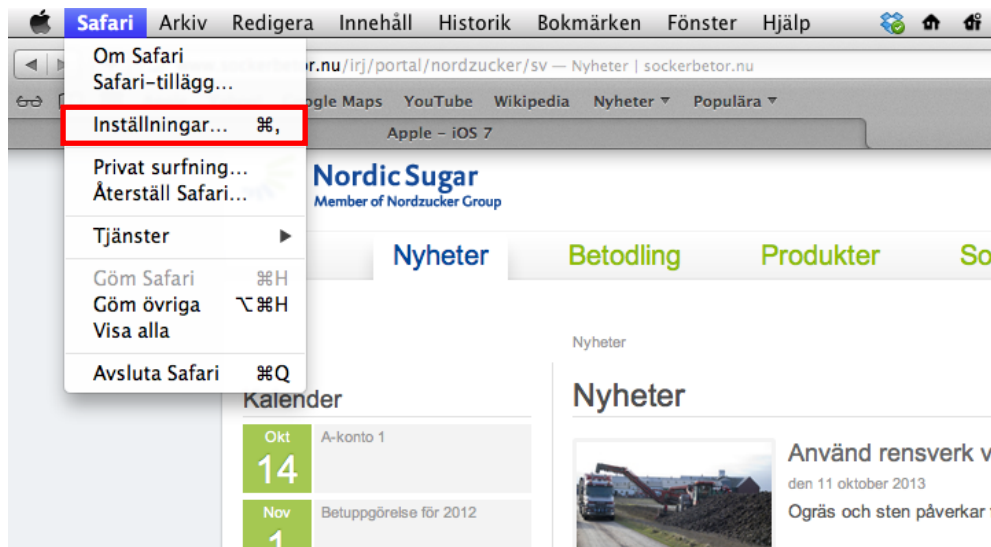 Safari Arkiv Redigera Innehåll Historik Bokmärken Fönster Hjälp
Om Safari
Safari-tillägg...
Inställningar... ⌘,
Privat surfning...
Återställ Safari...
Tjänster ▶
Göm Safari ⌘H
Göm övriga ⌥⌘H
Visa alla
Avsluta Safari ⌘Q
r.nu/irj/portal/nordzucker/sv — Nyheter | sockerbetor.nu
ogle Maps YouTube Wikipedia Nyheter ▼ Populära ▼
Apple – iOS 7
Nordic Sugar
Member of Nordzucker Group
Nyheter Betodling Produkter So
Nyheter
Kalender
Okt
14
A-konto 1
Nov
1
Betuppgörelse för 2012
Nyheter
Använd rensverk v
den 11 oktober 2013
Ogräs och sten påverkar